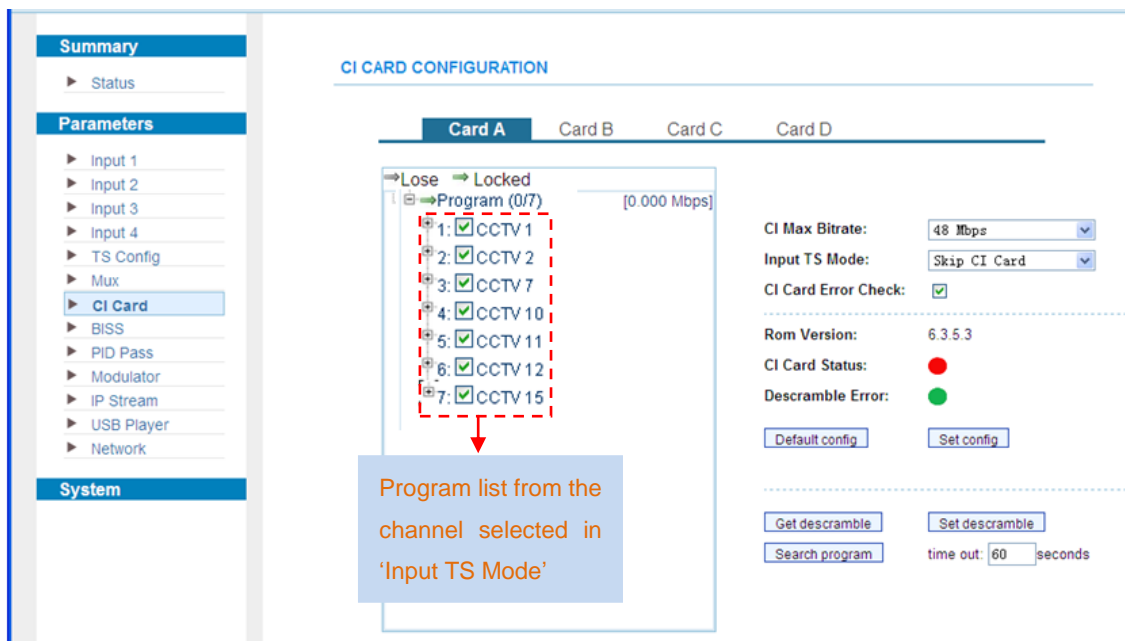 Summary
Status
Parameters
Input 1
Input 2
Input 3
Input 4
TS Config
Mux
CI Card
BISS
PID Pass
Modulator
IP Stream
USB Player
Network
System
CI CARD CONFIGURATION
Card A Card B Card C Card D
Lose Locked
Program (0/7) [0.000 Mbps]
1: CCTV 1
2: CCTV 2
3: CCTV 7
4: CCTV 10
5: CCTV 11
6: CCTV 12
7: CCTV 15
Program list from the
channel selected in
‘Input TS Mode’
CI Max Bitrate: 48 Mbps
Input TS Mode: Skip CI Card
CI Card Error Check:
Rom Version: 6.3.5.3
CI Card Status:
Descramble Error:
Default config Set config
Get descramble Set descramble
Search program time out: 60 seconds